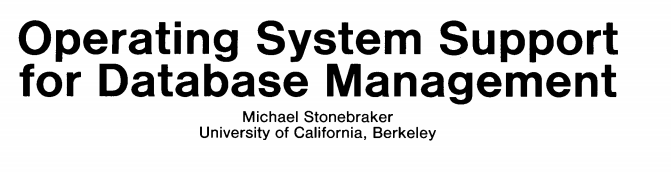 Operating System Support
for Database Management
Michael Stonebraker
University of California, Berkeley